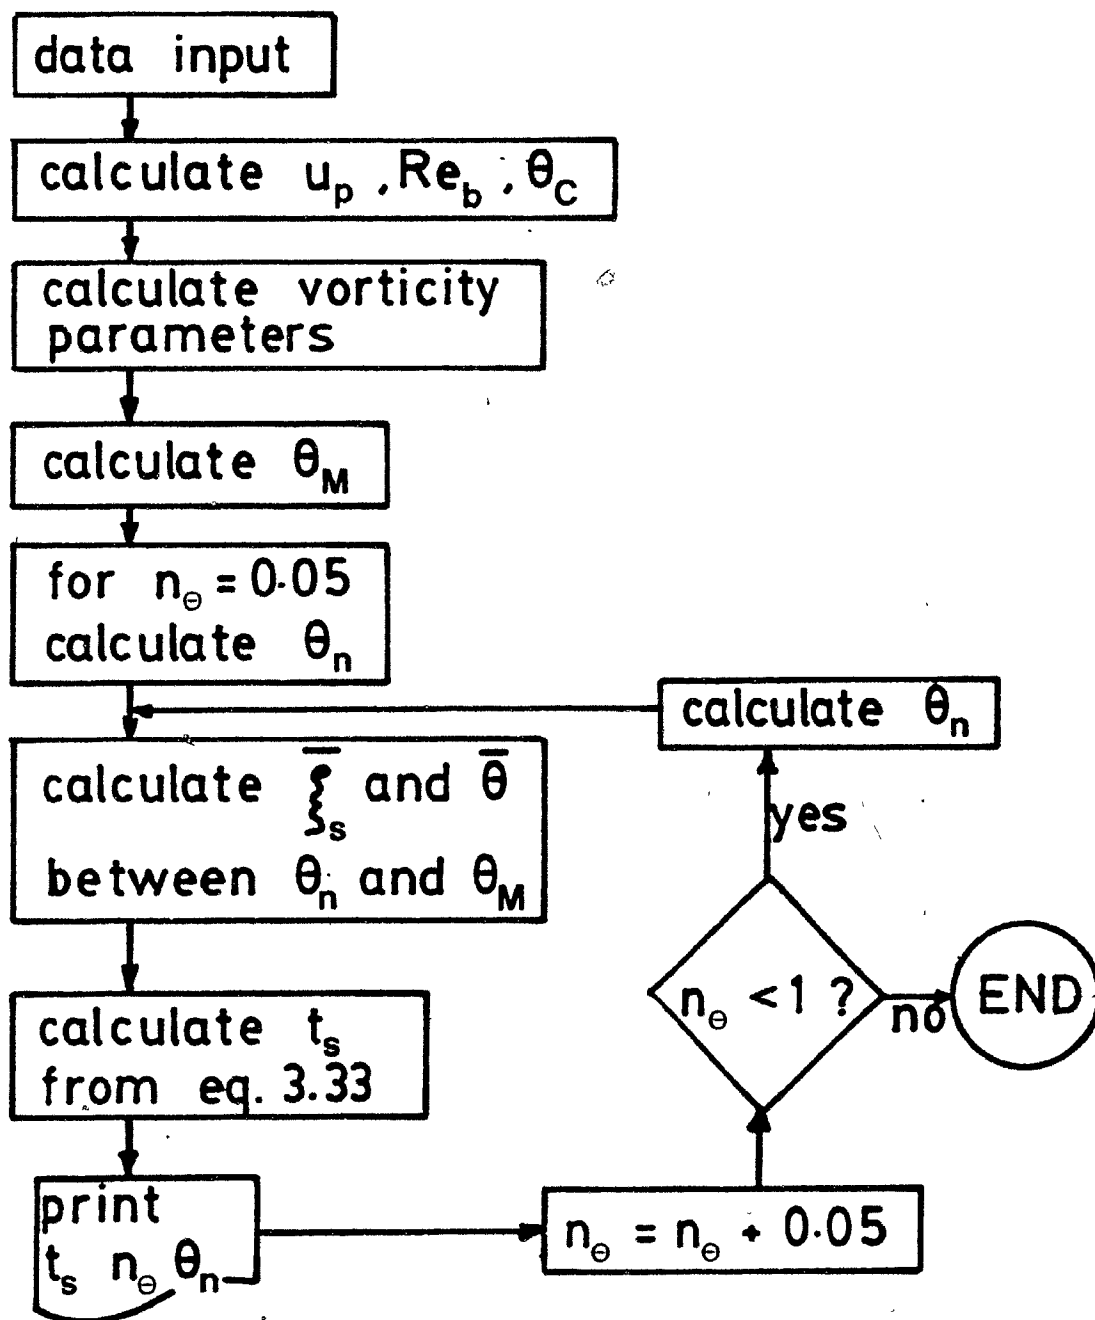 data input
calculate u_p , Re_b , θ_C
calculate vorticity
parameters
calculate θ_M
for n_θ = 0·05
calculate θ_n
calculate θ_n
calculate ξ̅_s and θ̅
between θ_n and θ_M
yes
n_θ < 1 ?
no
END
calculate t_s
from eq. 3.33
print
t_s n_θ θ_n
n_θ = n_θ + 0·05